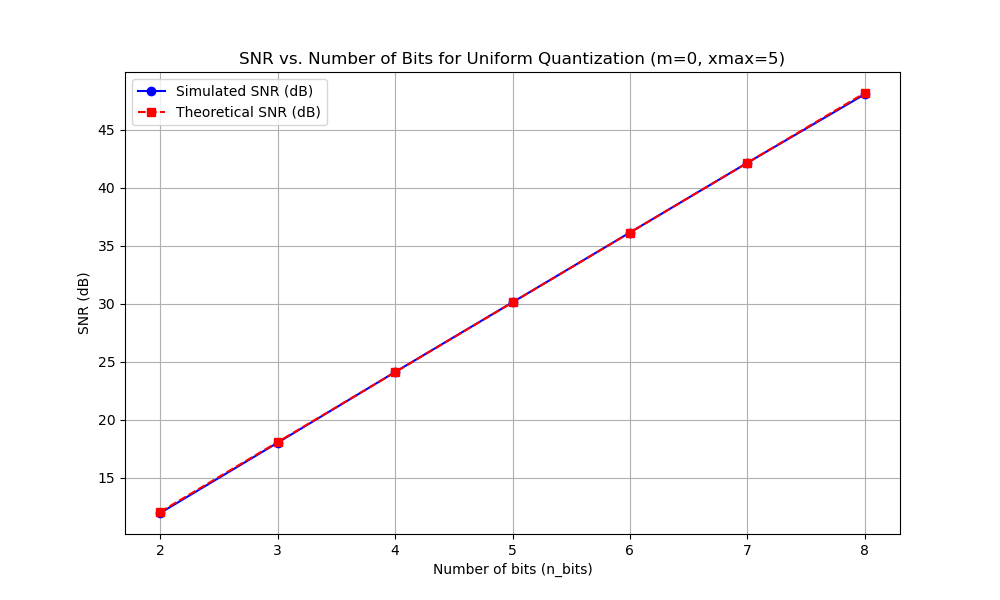 SNR vs. Number of Bits for Uniform Quantization (m=0, xmax=5)
Simulated SNR (dB)
Theoretical SNR (dB)
45
40
35
30
25
20
15
SNR (dB)
2 3 4 5 6 7 8
Number of bits (n_bits)